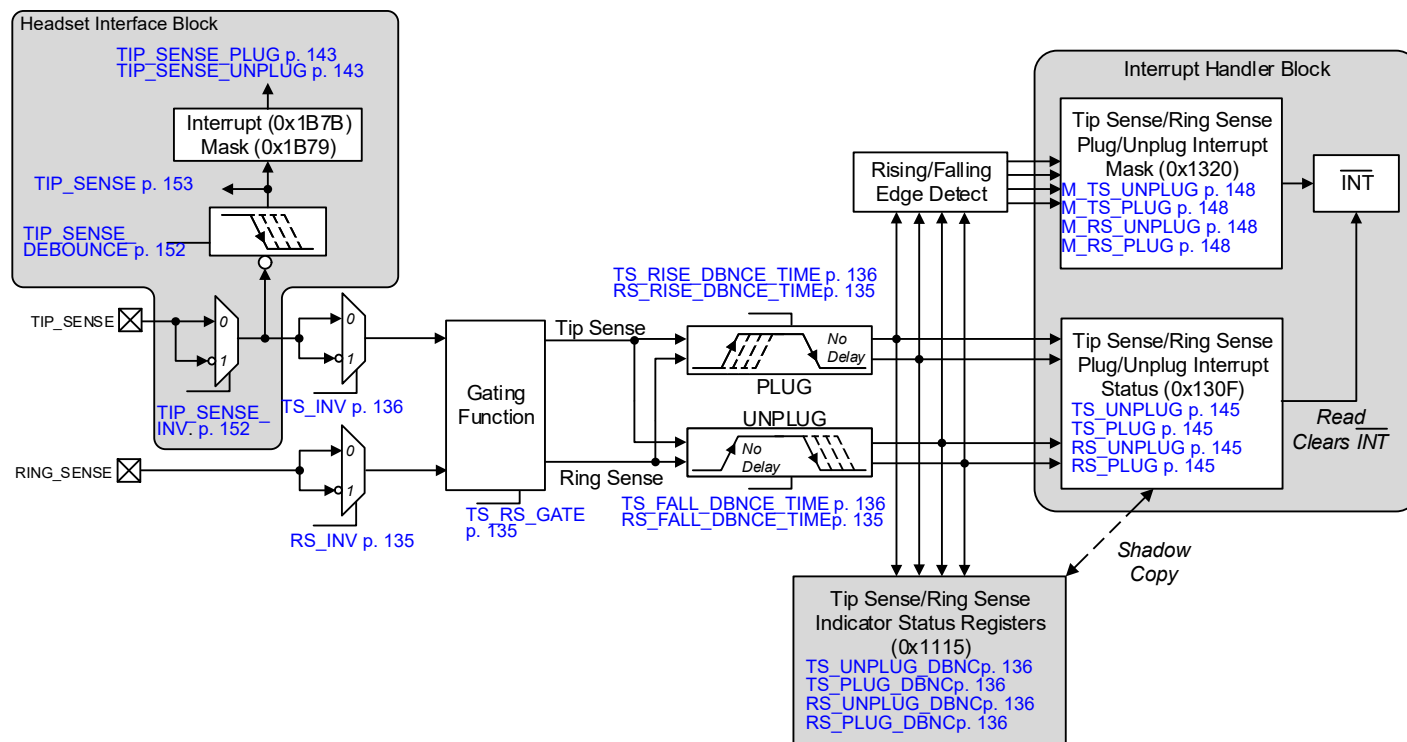 Headset Interface Block
TIP_SENSE_PLUG p. 143
TIP_SENSE_UNPLUG p. 143
Interrupt (0x1B7B)
Mask (0x1B79)
TIP_SENSE p. 153
TIP_SENSE_
DEBOUNCE p. 152
TIP_SENSE
0
1
TIP_SENSE_
INV. p. 152
0
1
TS_INV p. 136
RING_SENSE
0
1
RS_INV p. 135
Gating
Function
TS_RS_GATE
p. 135
Tip Sense
Ring Sense
TS_RISE_DBNCE_TIME p. 136
RS_RISE_DBNCE_TIMEp. 135
No
Delay
PLUG
UNPLUG
No
Delay
TS_FALL_DBNCE_TIME p. 136
RS_FALL_DBNCE_TIMEp. 135
Rising/Falling
Edge Detect
Interrupt Handler Block
Tip Sense/Ring Sense
Plug/Unplug Interrupt
Mask (0x1320)
M_TS_UNPLUG p. 148
M_TS_PLUG p. 148
M_RS_UNPLUG p. 148
M_RS_PLUG p. 148
INT
Tip Sense/Ring Sense
Plug/Unplug Interrupt
Status (0x130F)
TS_UNPLUG p. 145
TS_PLUG p. 145
RS_UNPLUG p. 145
RS_PLUG p. 145
Read
Clears INT
Shadow
Copy
Tip Sense/Ring Sense
Indicator Status Registers
(0x1115)
TS_UNPLUG_DBNCp. 136
TS_PLUG_DBNCp. 136
RS_UNPLUG_DBNCp. 136
RS_PLUG_DBNCp. 136